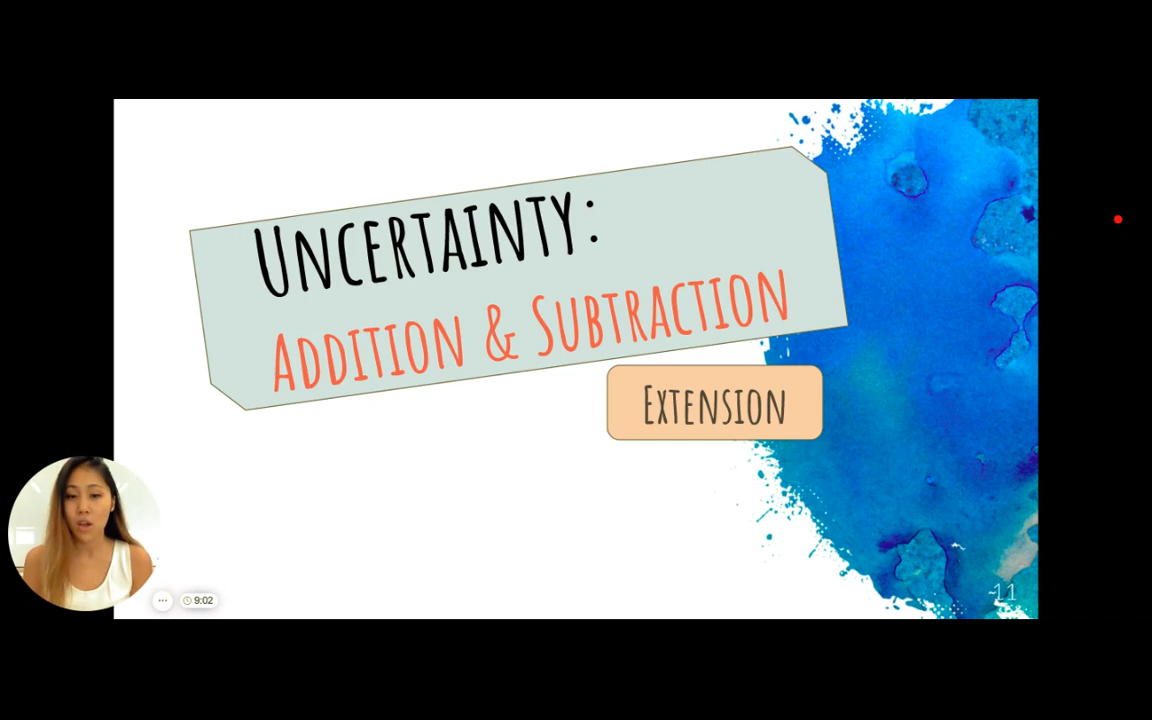 UNCERTAINTY:
ADDITION & SUBTRACTION
EXTENSION
9:02
11